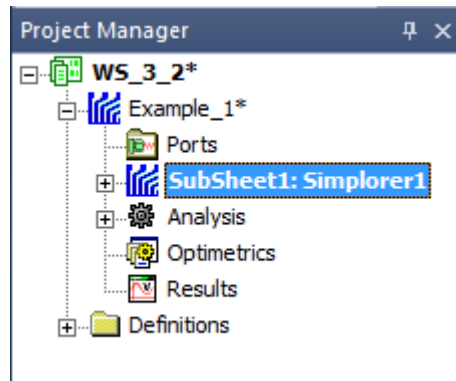 Project Manager
WS_3_2*
Example_1*
Ports
SubSheet1: Simplorer1
Analysis
Optimetrics
Results
Definitions